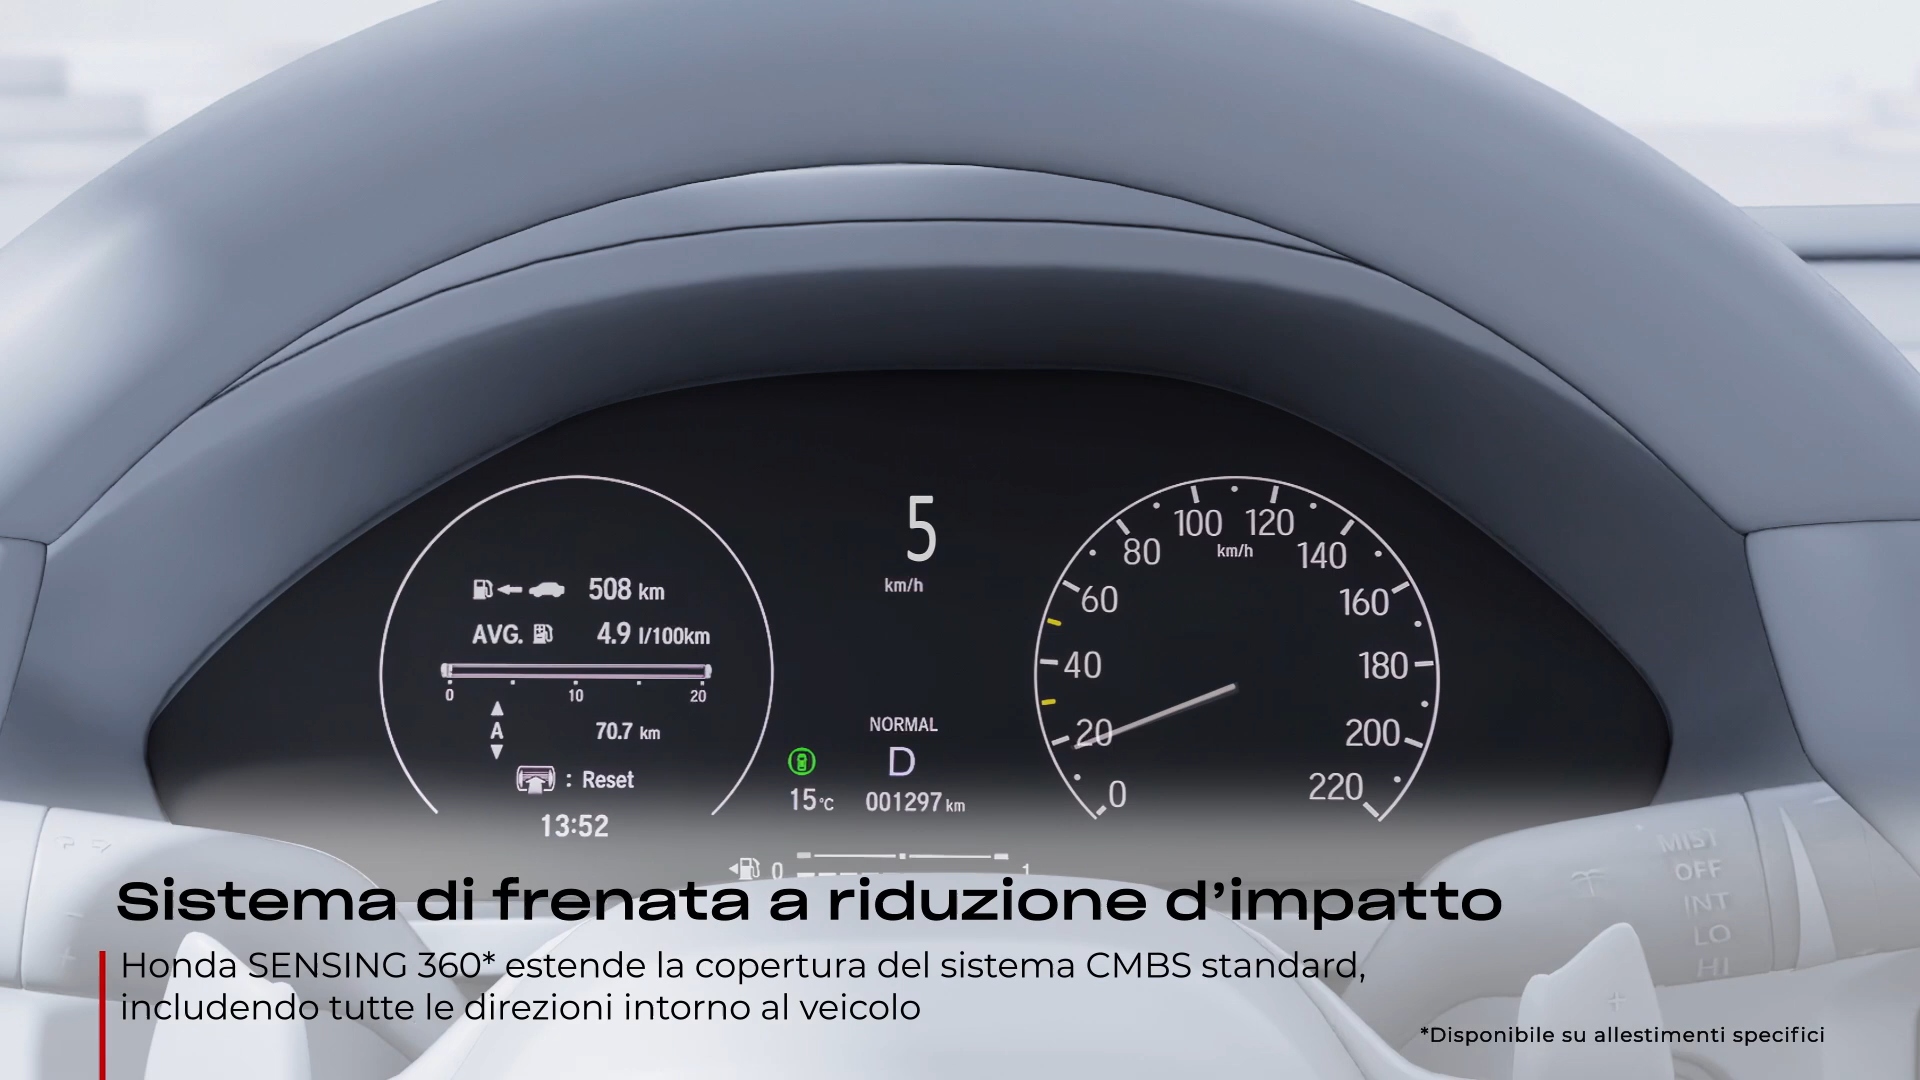 5
km/h
508 km
AVG. 4.9 l/100km
0 10 20
A 70.7 km
: Reset
13:52
NORMAL
D
15°C 001297 km
0 1
0
20
40
60
80
100
120
140
160
180
200
220
km/h
MIST
OFF
INT
LO
HI
Sistema di frenata a riduzione d’impatto
Honda SENSING 360* estende la copertura del sistema CMBS standard,
includendo tutte le direzioni intorno al veicolo
*Disponibile su allestimenti specifici